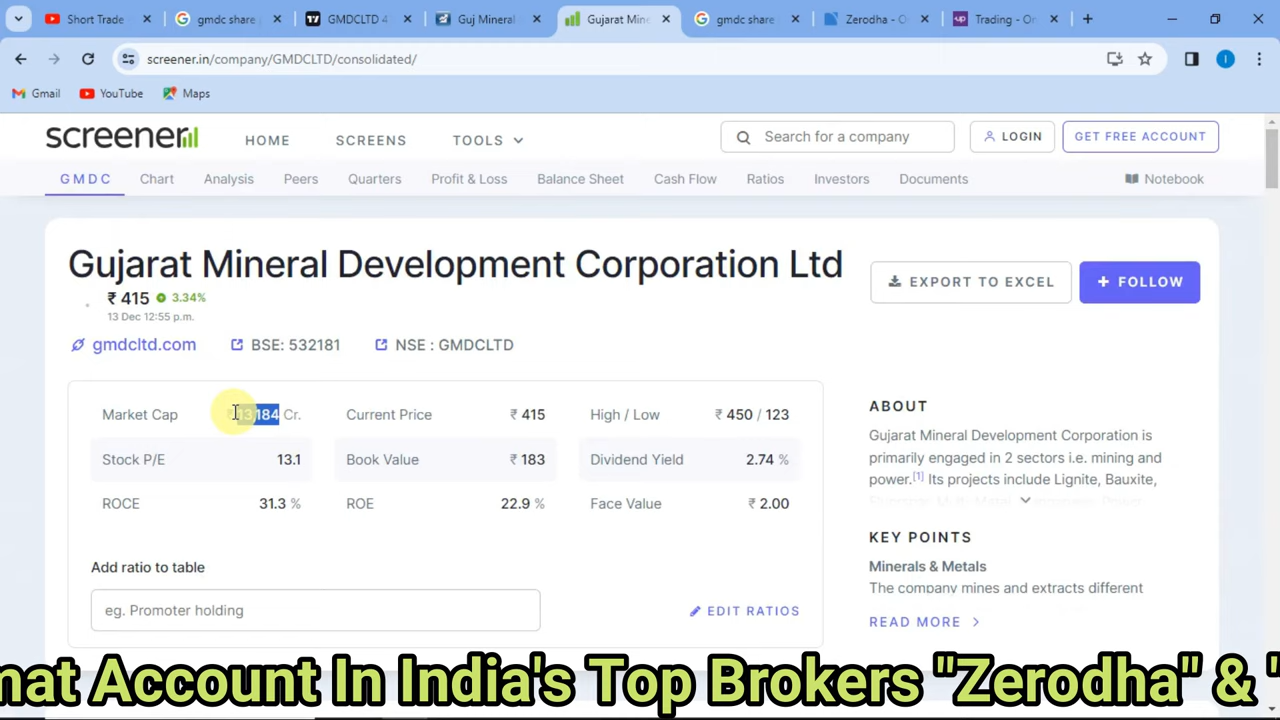 Short Trade
gmdc share
GMDCLTD 4
Guj Mineral
Gujarat Min
gmdc share
Zerodha - O
Trading - On
screener.in/company/GMDCLTD/consolidated/
Gmail
YouTube
Maps
screener
HOME
SCREENS
TOOLS
Search for a company
LOGIN
GET FREE ACCOUNT
GMDC
Chart
Analysis
Peers
Quarters
Profit & Loss
Balance Sheet
Cash Flow
Ratios
Investors
Documents
Notebook
Gujarat Mineral Development Corporation Ltd
₹ 415 3.34%
13 Dec 12:55 p.m.
EXPORT TO EXCEL
+ FOLLOW
gmdcltd.com
BSE: 532181
NSE : GMDCLTD
Market Cap ₹ 13,184 Cr.
Current Price ₹ 415
High / Low ₹ 450 / 123
Stock P/E 13.1
Book Value ₹ 183
Dividend Yield 2.74 %
ROCE 31.3 %
ROE 22.9 %
Face Value ₹ 2.00
Add ratio to table
eg. Promoter holding
EDIT RATIOS
ABOUT
Gujarat Mineral Development Corporation is
primarily engaged in 2 sectors i.e. mining and
power.[1] Its projects include Lignite, Bauxite,
KEY POINTS
Minerals & Metals
The company mines and extracts different
READ MORE
mat Account In India's Top Brokers "Zerodha" & "